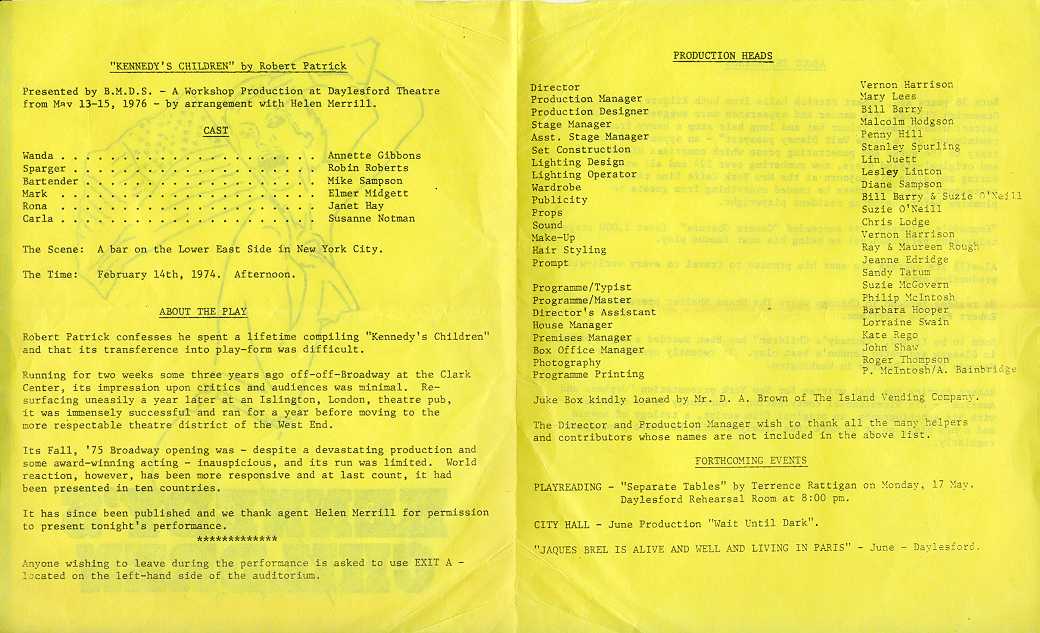 "KENNEDY'S CHILDREN" by Robert Patrick
Presented by B.M.D.S. - A Workshop Production at Daylesford Theatre
from May 13-15, 1976 - by arrangement with Helen Merrill.
CAST
Wanda . . . . . . . . . . . . . . . . . . . . . Annette Gibbons
Sparger . . . . . . . . . . . . . . . . . . . . Robin Roberts
Bartender . . . . . . . . . . . . . . . . . . . Mike Sampson
Mark . . . . . . . . . . . . . . . . . . . . . Elmer Midgett
Rona . . . . . . . . . . . . . . . . . . . . . Janet Hay
Carla . . . . . . . . . . . . . . . . . . . . . Susanne Notman
The Scene: A bar on the Lower East Side in New York City.
The Time: February 14th, 1974. Afternoon.
ABOUT THE PLAY
Robert Patrick confesses he spent a lifetime compiling "Kennedy's Children"
and that its transference into play-form was difficult.
Running for two weeks some three years ago off-off-Broadway at the Clark
Center, its impression upon critics and audiences was minimal. Re-
surfacing uneasily a year later at an Islington, London, theatre pub,
it was immensely successful and ran for a year before moving to the
more respectable theatre district of the West End.
Its Fall, '75 Broadway opening was - despite a devastating production and
some award-winning acting - inauspicious, and its run was limited. World
reaction, however, has been more responsive and at last count, it had
been presented in ten countries.
It has since been published and we thank agent Helen Merrill for permission
to present tonight's performance.
*************
Anyone wishing to leave during the performance is asked to use EXIT A -
located on the left-hand side of the auditorium.
PRODUCTION HEADS
Director Vernon Harrison
Production Manager Mary Lees
Production Designer Bill Barry
Stage Manager Malcolm Hodgson
Asst. Stage Manager Penny Hill
Set Construction Stanley Spurling
Lighting Design Lin Juett
Lighting Operator Lesley Linton
Wardrobe Diane Sampson
Publicity Bill Barry & Suzie O'Neill
Props Suzie O'Neill
Sound Chris Lodge
Make-Up Vernon Harrison
Hair Styling Ray & Maureen Rough
Prompt Jeanne Edridge
Sandy Tatum
Programme/Typist Suzie McGovern
Programme/Master Philip McIntosh
Director's Assistant Barbara Hooper
House Manager Lorraine Swain
Premises Manager Kate Rego
Box Office Manager John Shaw
Photography Roger Thompson
Programme Printing P. McIntosh/A. Bainbridge
Juke Box kindly loaned by Mr. D. A. Brown of The Island Vending Company.
The Director and Production Manager wish to thank all the many helpers
and contributors whose names are not included in the above list.
FORTHCOMING EVENTS
PLAYREADING - "Separate Tables" by Terrence Rattigan on Monday, 17 May.
Daylesford Rehearsal Room at 8:00 pm.
CITY HALL - June Production "Wait Until Dark".
"JAQUES BREL IS ALIVE AND WELL AND LIVING IN PARIS" - June - Daylesford.